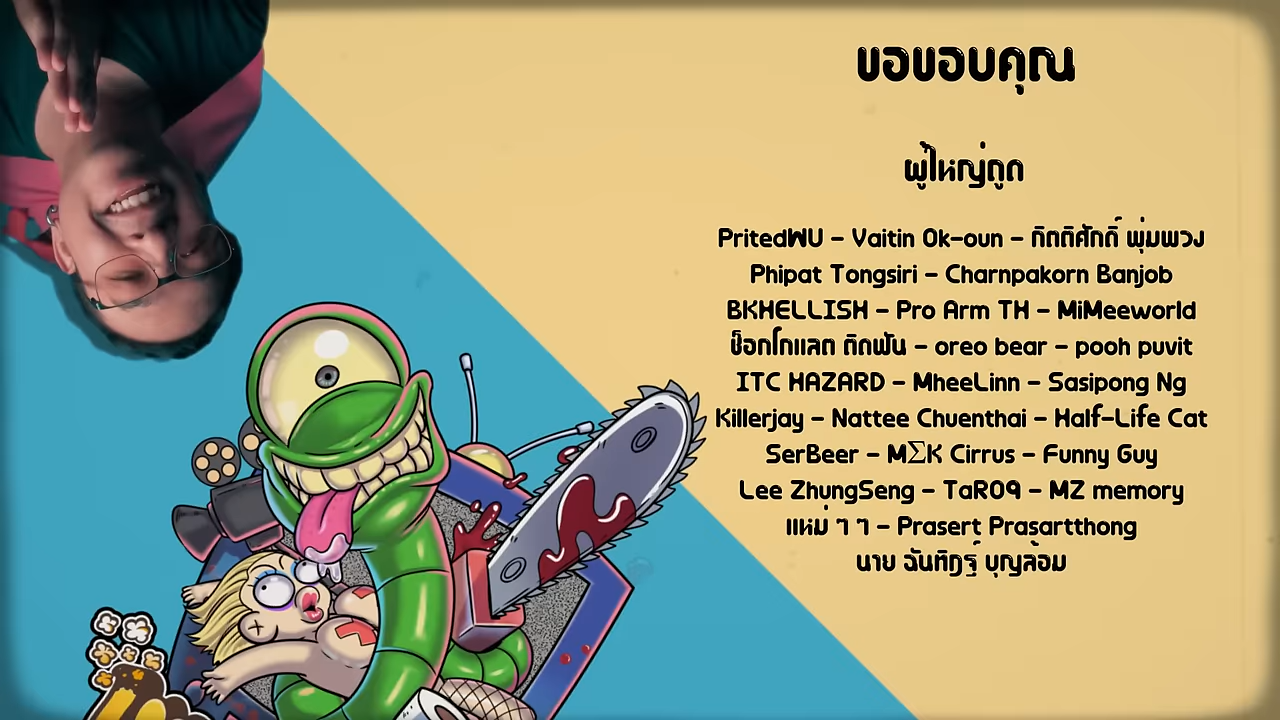 ขอขอบคุณ
ผู้ใหญ่ถูด
PritedWU - Vaitin Ok-oun - กิตติศักดิ์ พุ่มพวง
Phipat Tongsiri - Charnpakorn Banjob
BKHELLISH - Pro Arm TH - MiMeeworld
ช็อกโกแลต ติดฟัน - oreo bear - pooh puvit
ITC HAZARD - MheeLinn - Sasipong Ng
Killerjay - Nattee Chuenthai - Half-Life Cat
SerBeer - MΣK Cirrus - Funny Guy
Lee ZhungSeng - TaRO9 - MZ memory
แหม่ ๆ ๆ - Prasert Prasartthong
นาย ฉันทิฏฐ์ บุญล้อม